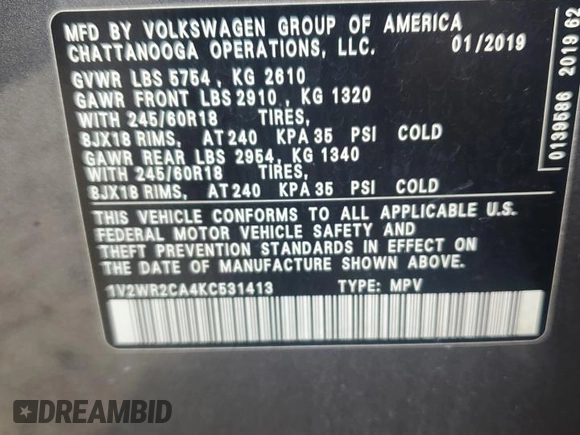 MFD BY VOLKSWAGEN GROUP OF AMERICA
CHATTANOOGA OPERATIONS, LLC. 01/2019
GVWR LBS 5754 , KG 2610
GAWR FRONT LBS 2910 , KG 1320
WITH 245/60R18 TIRES,
8JX18 RIMS, AT 240 KPA 35 PSI COLD
GAWR REAR LBS 2954, KG 1340
WITH 245/60R18 TIRES,
8JX18 RIMS, AT 240 KPA 35 PSI COLD
THIS VEHICLE CONFORMS TO ALL APPLICABLE U.S.
FEDERAL MOTOR VEHICLE SAFETY AND
THEFT PREVENTION STANDARDS IN EFFECT ON
THE DATE OF MANUFACTURE SHOWN ABOVE.
1V2WR2CA4KC531413 TYPE: MPV
0139586 2019 62
DREAMBID